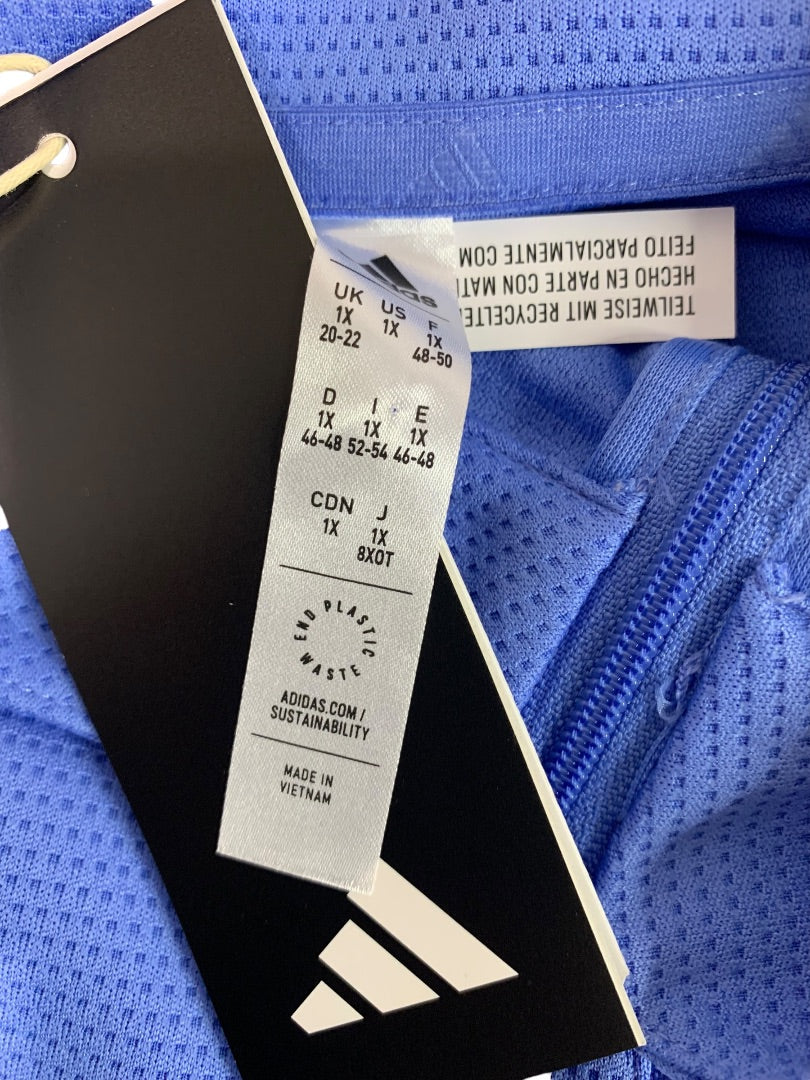 adidas
UK US F
1X 1X 1X
20-22 48-50
D I E
1X 1X 1X
46-48 52-54 46-48
CDN J
1X 1X
8XOT
END PLASTIC WASTE
ADIDAS.COM/
SUSTAINABILITY
MADE IN
VIETNAM
TEILWEISE MIT
HECHO EN PARTE CON
FEITO PARCIALMENTE COM